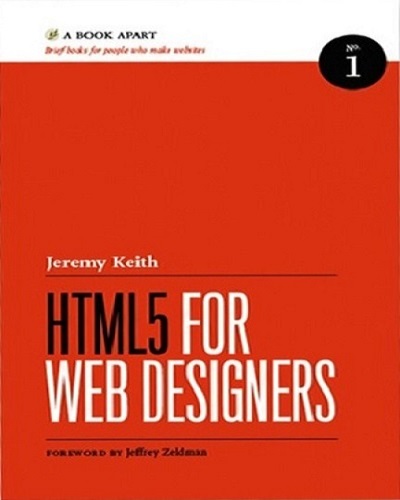 A BOOK APART
Brief books for people who make websites
No.
1
Jeremy Keith
HTML5 FOR
WEB DESIGNERS
FOREWORD BY Jeffrey Zeldman